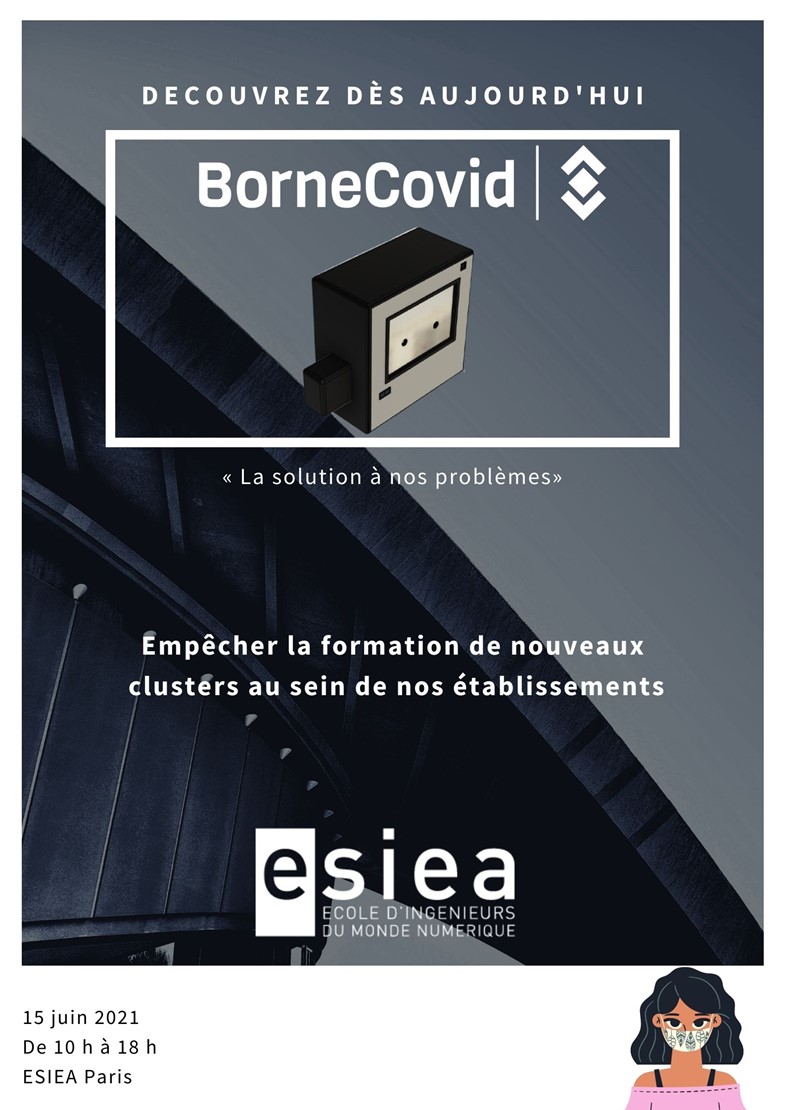 DECOUVREZ DÈS AUJOURD'HUI
BorneCovid
« La solution à nos problèmes»
Empêcher la formation de nouveaux
clusters au sein de nos établissements
esiea
ECOLE D'INGENIEURS
DU MONDE NUMERIQUE
15 juin 2021
De 10 h à 18 h
ESIEA Paris